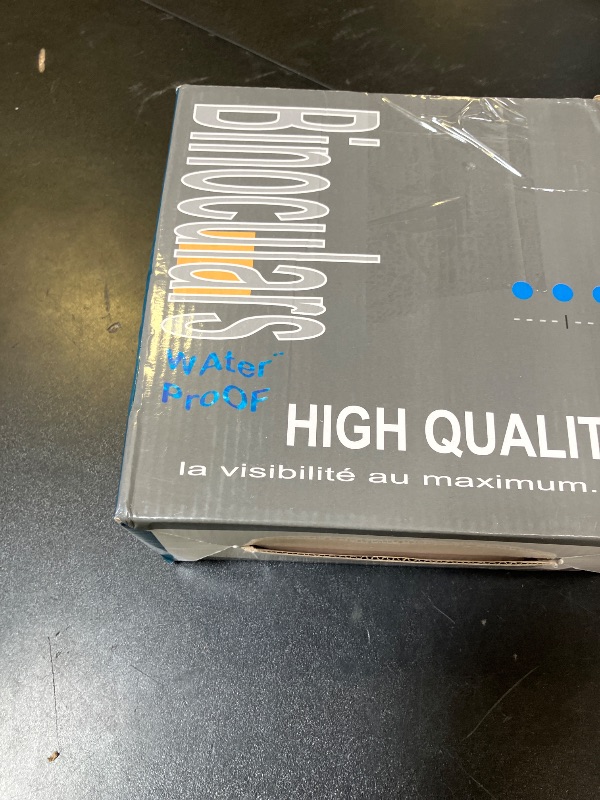 Binoculars
WAter
ProOF
HIGH QUALIT
la visibilité au maximum.